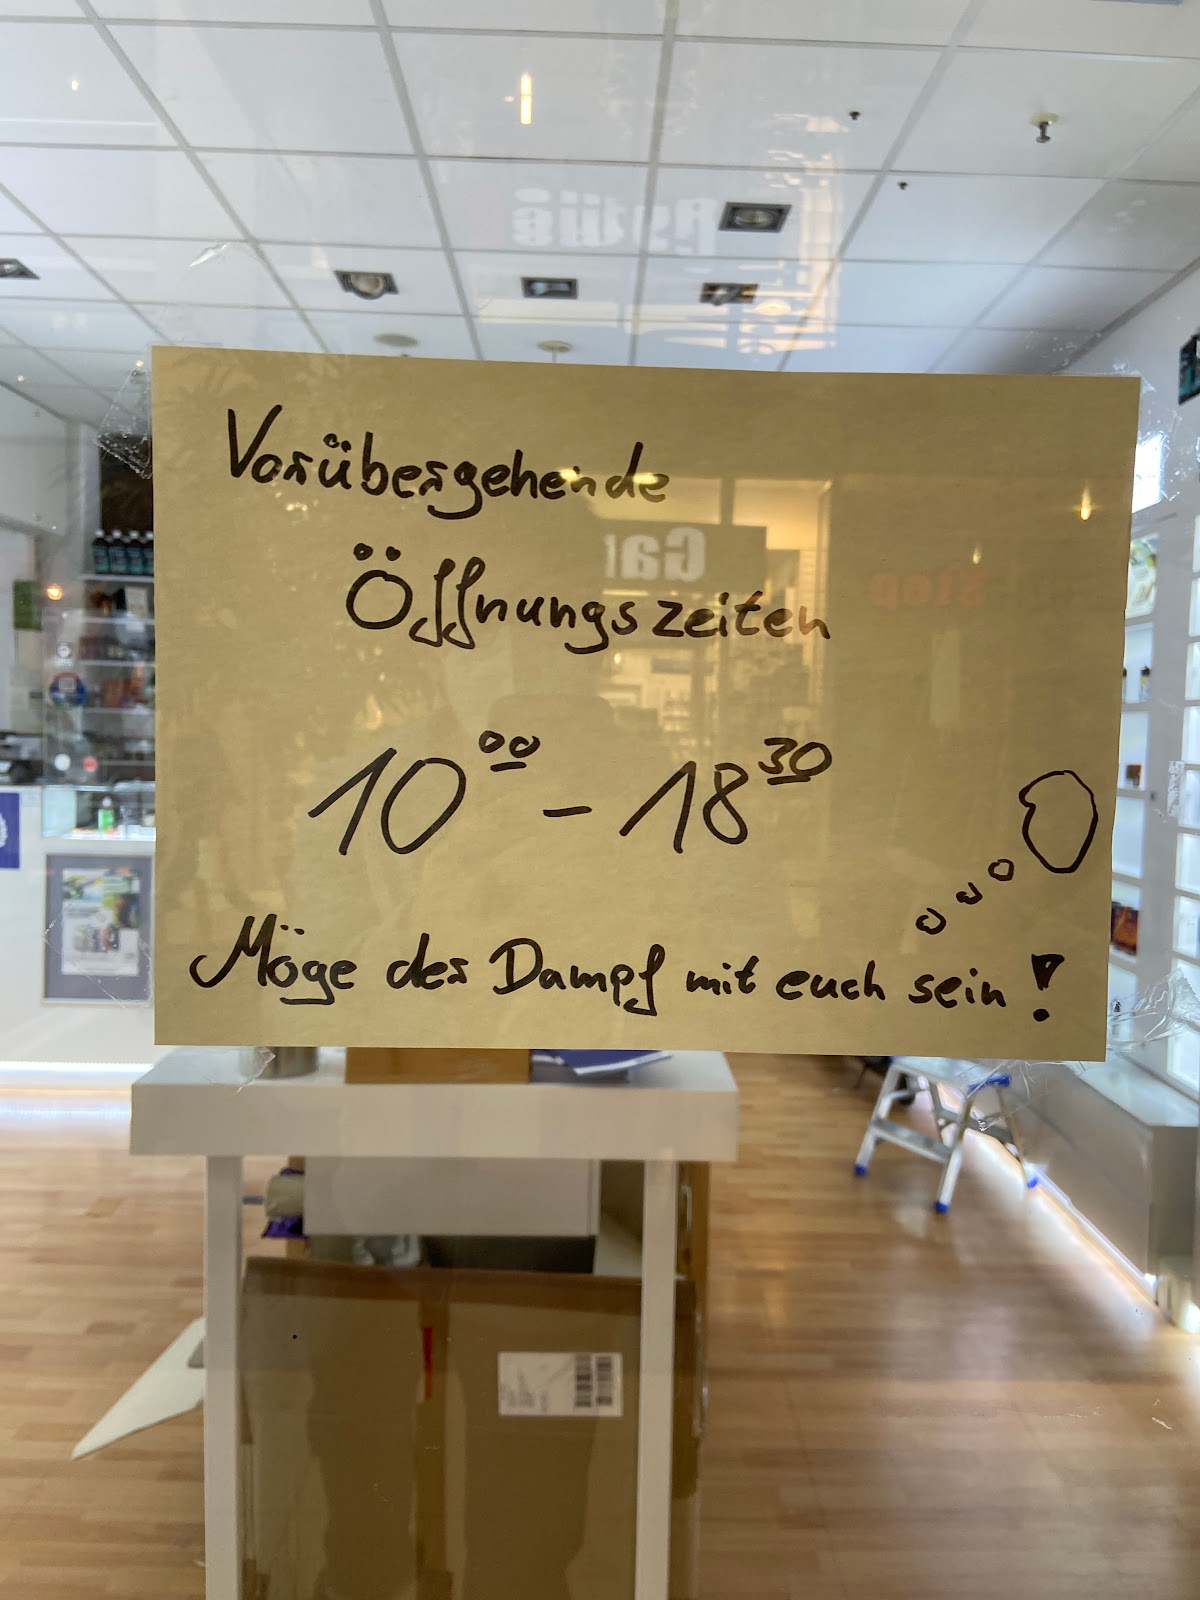 Vorübergehende
Öffnungszeiten
10⁰⁰ - 18³⁰
Möge der Dampf mit euch sein!